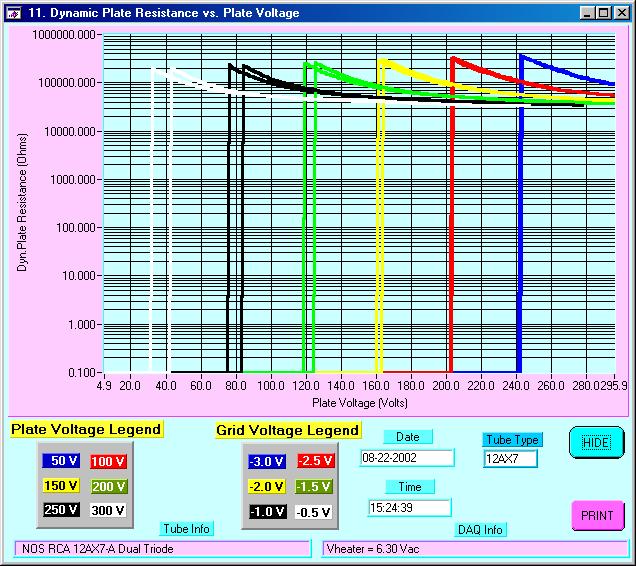 11. Dynamic Plate Resistance vs. Plate Voltage
Dyn.Plate Resistance (Ohms)
1000000.000
100000.000
10000.000
1000.000
100.000
10.000
1.000
0.100
4.9 20.0 40.0 60.0 80.0 100.0 120.0 140.0 160.0 180.0 200.0 220.0 240.0 260.0 280.0 295.9
Plate Voltage (Volts)
Plate Voltage Legend
50 V 100 V
150 V 200 V
250 V 300 V
Grid Voltage Legend
-3.0 V -2.5 V
-2.0 V -1.5 V
-1.0 V -0.5 V
Date
08-22-2002
Time
15:24:39
Tube Type
12AX7
HIDE
PRINT
Tube Info
NOS RCA 12AX7-A Dual Triode
DAQ Info
Vheater = 6.30 Vac